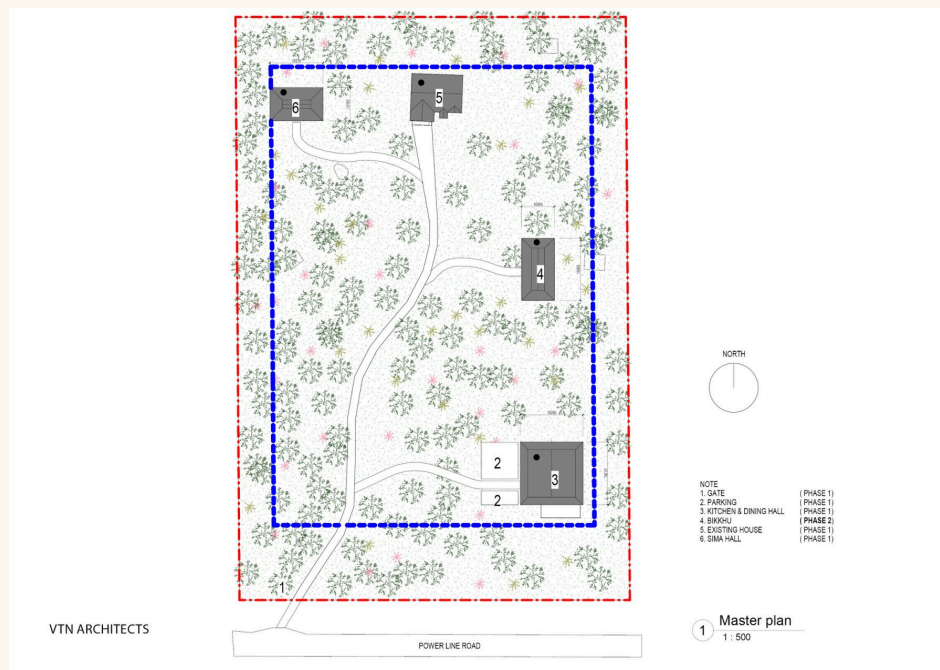 6
5
4
2
3
2
1
NORTH
NOTE
1. GATE ( PHASE 1)
2. PARKING ( PHASE 1)
3. KITCHEN & DINING HALL ( PHASE 1)
4. BIKKHU ( PHASE 2)
5. EXISTING HOUSE ( PHASE 1)
6. SIMA HALL ( PHASE 1)
VTN ARCHITECTS
1 Master plan
1 : 500
POWER LINE ROAD